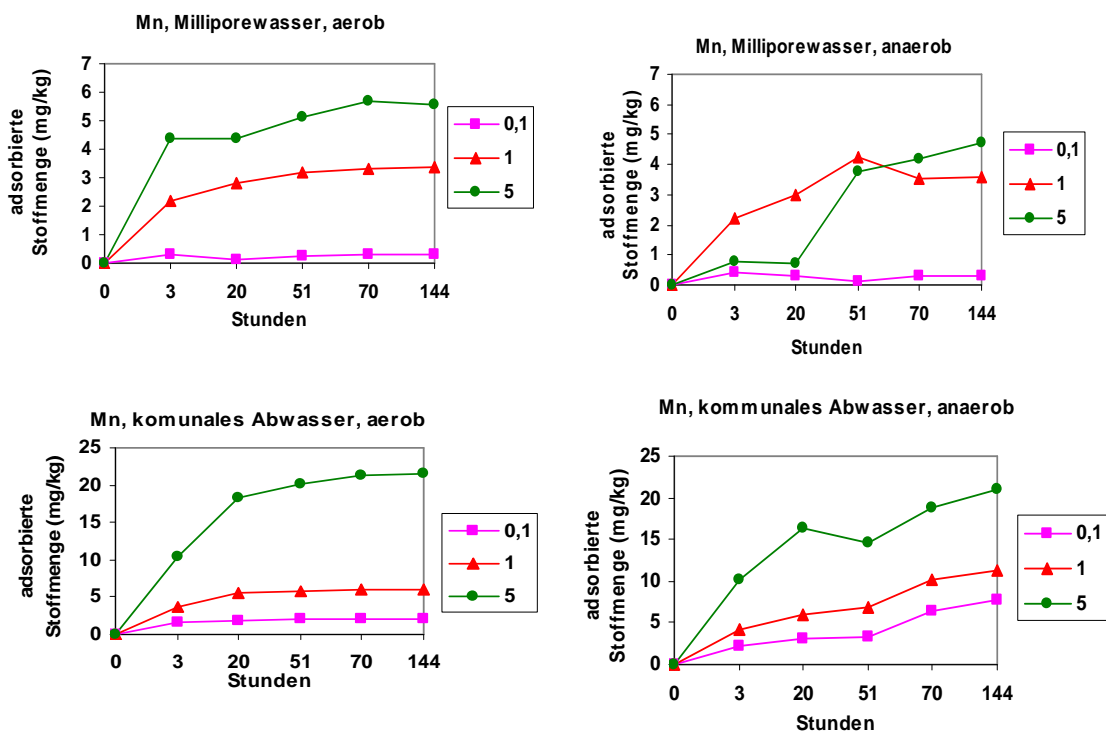 Mn, Milliporewasser, aerob
adsorbierte
Stoffmenge (mg/kg)
7
6
5
4
3
2
1
0
0 3 20 51 70 144
Stunden
0,1
1
5
Mn, Milliporewasser, anaerob
adsorbierte
Stoffmenge (mg/kg)
7
6
5
4
3
2
1
0
0 3 20 51 70 144
Stunden
0,1
1
5
Mn, komunales Abwasser, aerob
adsorbierte
Stoffmenge (mg/kg)
25
20
15
10
5
0
0 3 20 51 70 144
Stunden
0,1
1
5
Mn, kommunales Abwasser, anaerob
adsorbierte
Stoffmenge (mg/kg)
25
20
15
10
5
0
0 3 20 51 70 144
Stunden
0,1
1
5